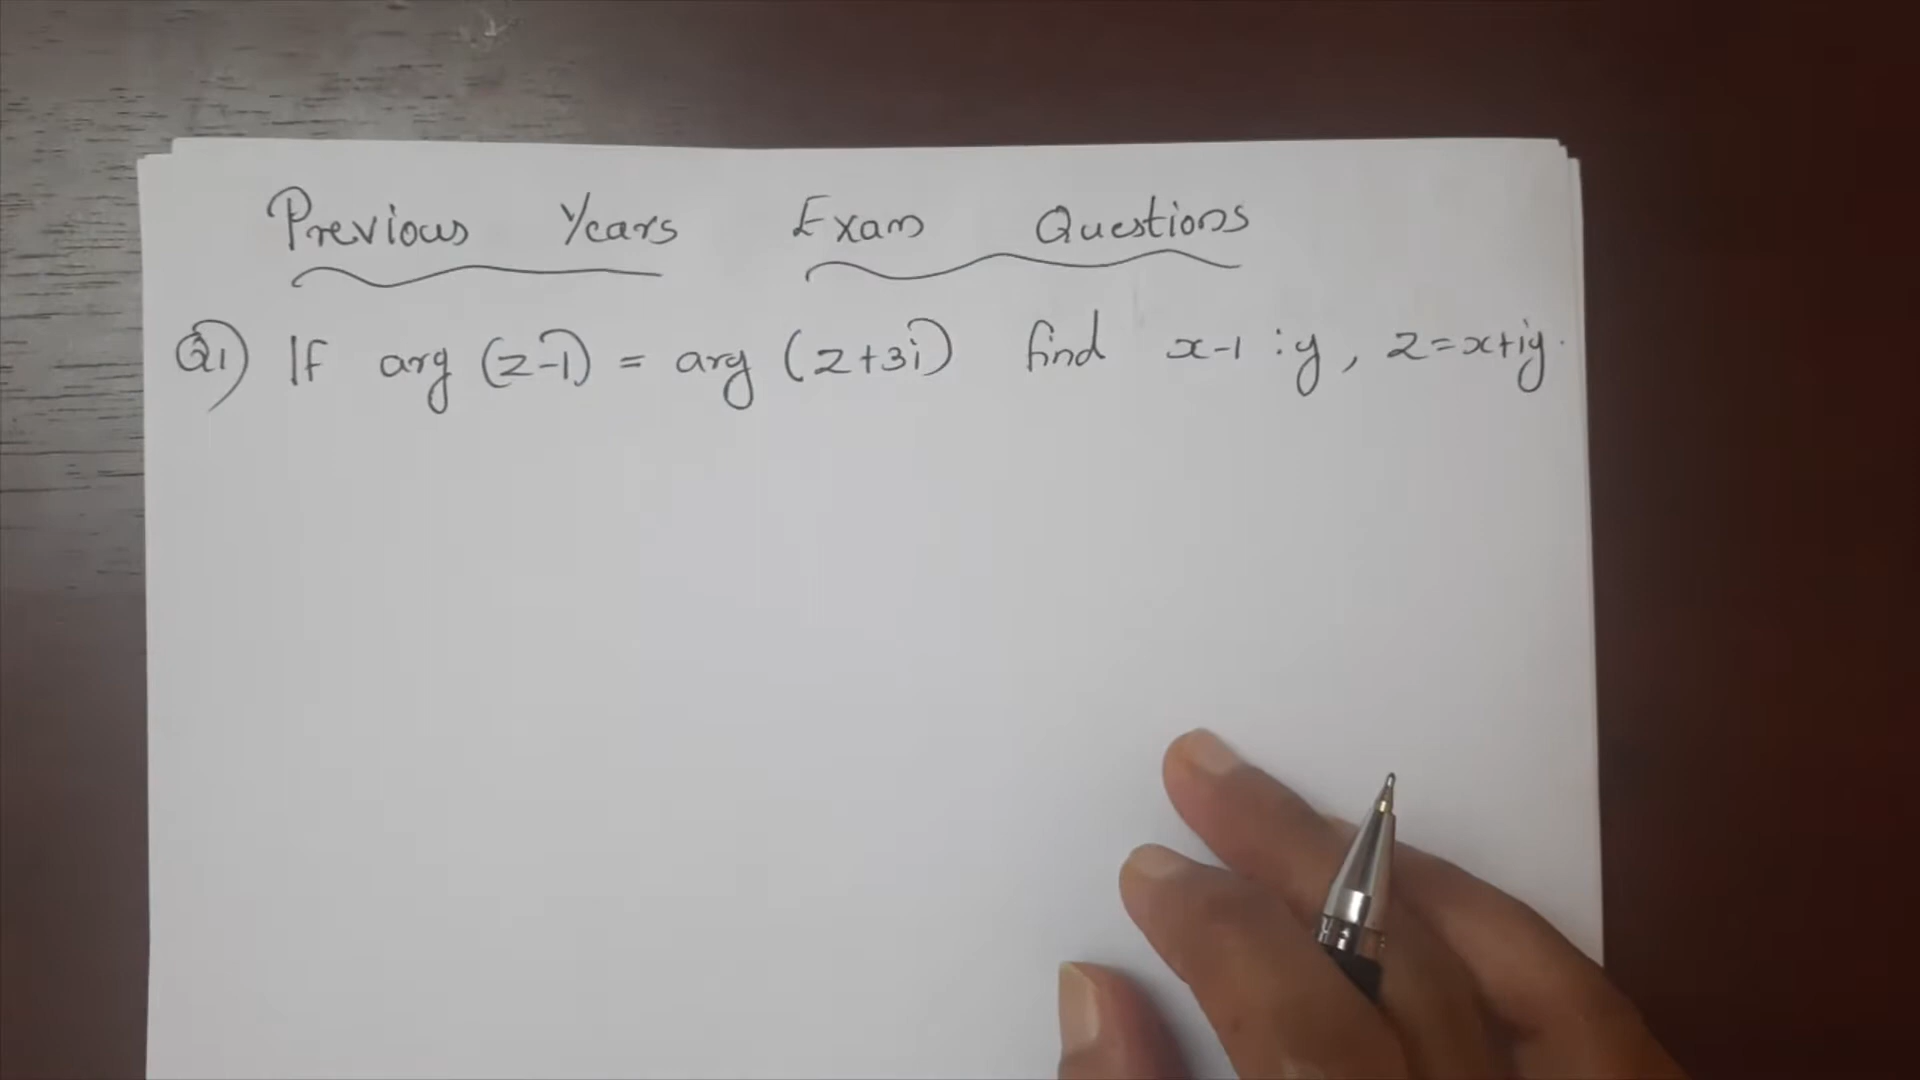 Previous Years Exam Questions
Q1) If arg (z-1) = arg (z+3i) find x-1 : y, z=x+iy.